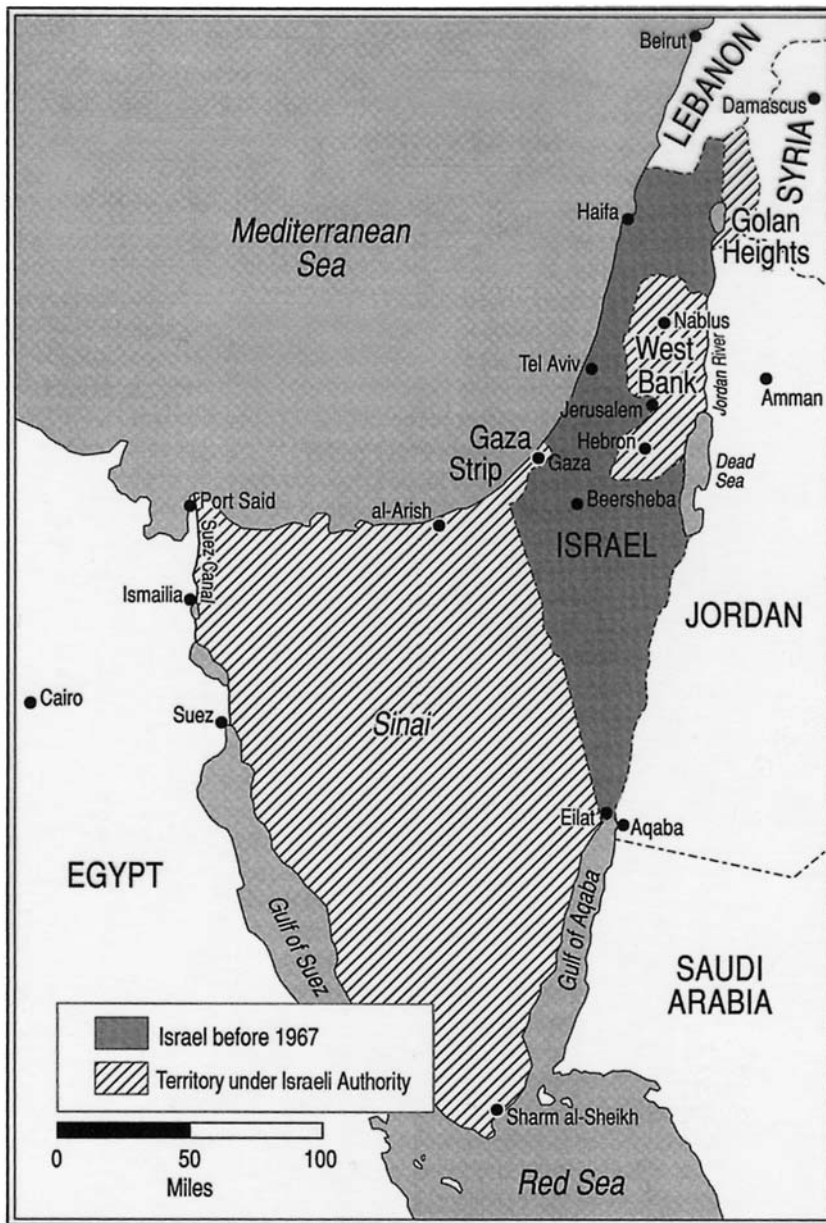 Beirut
LEBANON
Damascus
SYRIA
Haifa
Golan
Heights
Mediterranean
Sea
Nablus
West
Bank
Jordan River
Tel Aviv
Amman
Jerusalem
Gaza
Strip
Hebron
Gaza
Dead
Sea
Port Said
al-Arish
Beersheba
Suez Canal
ISRAEL
Ismailia
JORDAN
Cairo
Suez
Sinai
Eilat
Aqaba
EGYPT
Gulf of Suez
Gulf of Aqaba
SAUDI
ARABIA
Israel before 1967
Territory under Israeli Authority
Sharm al-Sheikh
0 50 100
Miles
Red Sea